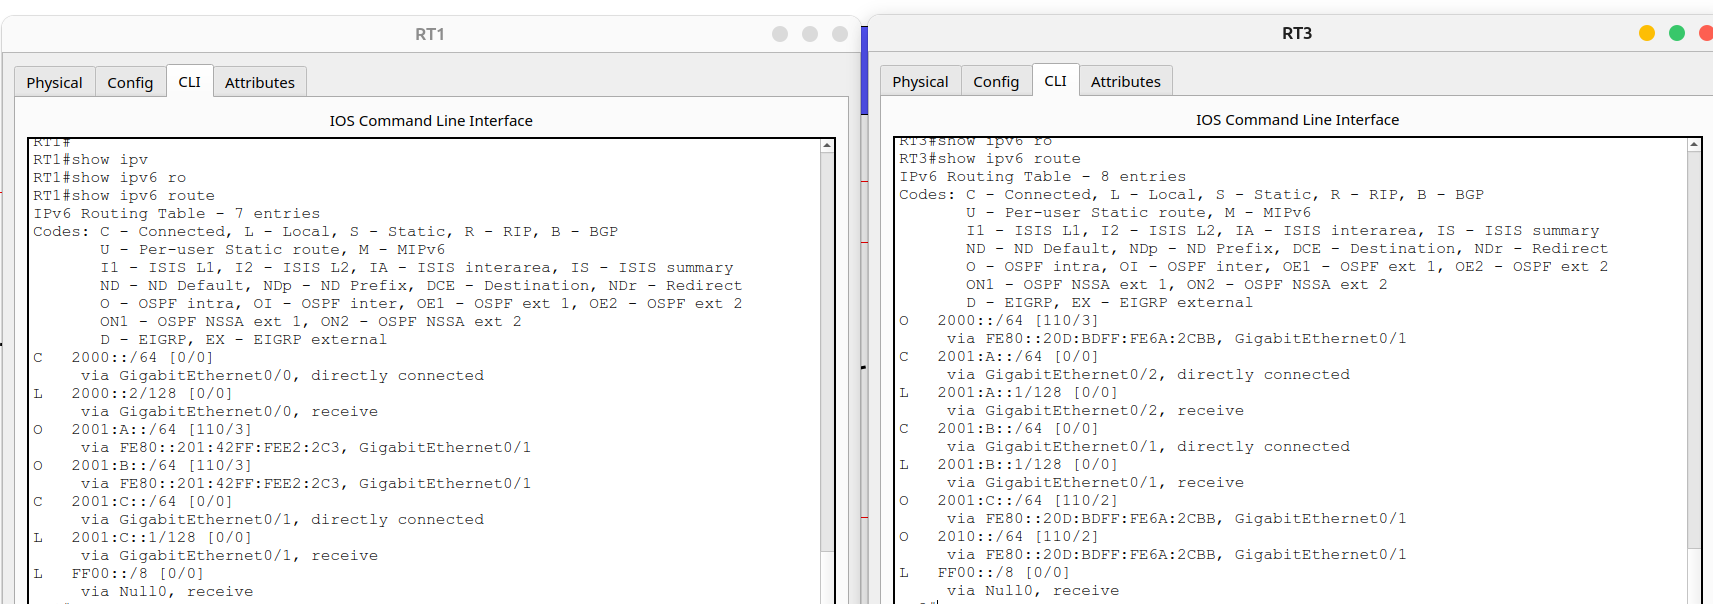 RT1
Physical Config CLI Attributes
IOS Command Line Interface
RT1#
RT1#show ipv
RT1#show ipv6 ro
RT1#show ipv6 route
IPv6 Routing Table - 7 entries
Codes: C - Connected, L - Local, S - Static, R - RIP, B - BGP
U - Per-user Static route, M - MIPv6
I1 - ISIS L1, I2 - ISIS L2, IA - ISIS interarea, IS - ISIS summary
ND - ND Default, NDp - ND Prefix, DCE - Destination, NDr - Redirect
O - OSPF intra, OI - OSPF inter, OE1 - OSPF ext 1, OE2 - OSPF ext 2
ON1 - OSPF NSSA ext 1, ON2 - OSPF NSSA ext 2
D - EIGRP, EX - EIGRP external
C 2000::/64 [0/0]
via GigabitEthernet0/0, directly connected
L 2000::2/128 [0/0]
via GigabitEthernet0/0, receive
O 2001:A::/64 [110/3]
via FE80::201:42FF:FEE2:2C3, GigabitEthernet0/1
O 2001:B::/64 [110/3]
via FE80::201:42FF:FEE2:2C3, GigabitEthernet0/1
C 2001:C::/64 [0/0]
via GigabitEthernet0/1, directly connected
L 2001:C::1/128 [0/0]
via GigabitEthernet0/1, receive
L FF00::/8 [0/0]
via Null0, receive
RT3
Physical Config CLI Attributes
IOS Command Line Interface
RT3#show ipv6 ro
RT3#show ipv6 route
IPv6 Routing Table - 8 entries
Codes: C - Connected, L - Local, S - Static, R - RIP, B - BGP
U - Per-user Static route, M - MIPv6
I1 - ISIS L1, I2 - ISIS L2, IA - ISIS interarea, IS - ISIS summary
ND - ND Default, NDp - ND Prefix, DCE - Destination, NDr - Redirect
O - OSPF intra, OI - OSPF inter, OE1 - OSPF ext 1, OE2 - OSPF ext 2
ON1 - OSPF NSSA ext 1, ON2 - OSPF NSSA ext 2
D - EIGRP, EX - EIGRP external
O 2000::/64 [110/3]
via FE80::20D:BDFF:FE6A:2CBB, GigabitEthernet0/1
C 2001:A::/64 [0/0]
via GigabitEthernet0/2, directly connected
L 2001:A::1/128 [0/0]
via GigabitEthernet0/2, receive
C 2001:B::/64 [0/0]
via GigabitEthernet0/1, directly connected
L 2001:B::1/128 [0/0]
via GigabitEthernet0/1, receive
O 2001:C::/64 [110/2]
via FE80::20D:BDFF:FE6A:2CBB, GigabitEthernet0/1
O 2010::/64 [110/2]
via FE80::20D:BDFF:FE6A:2CBB, GigabitEthernet0/1
L FF00::/8 [0/0]
via Null0, receive